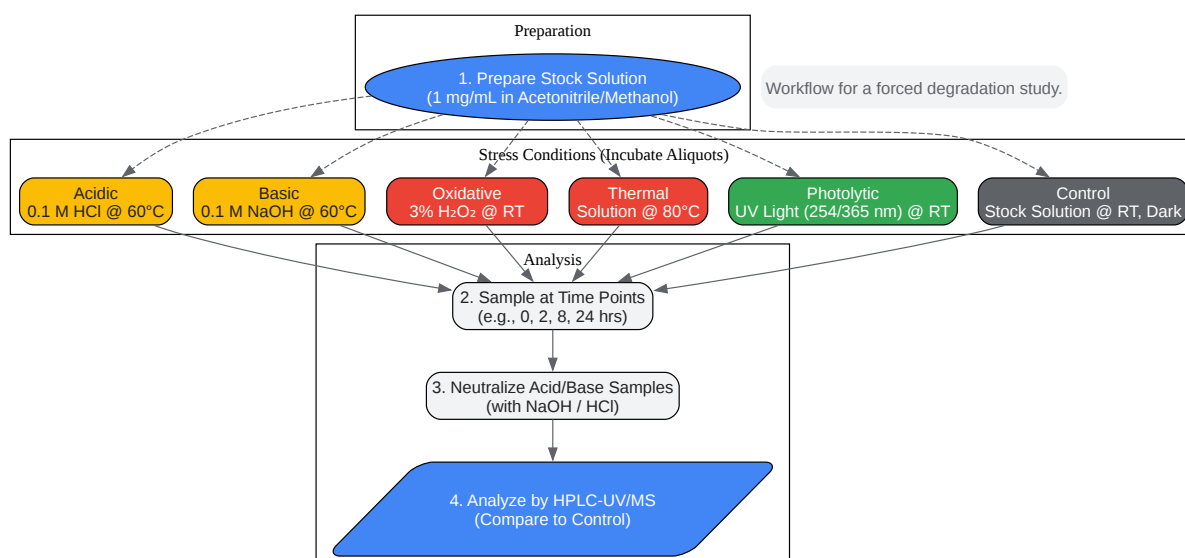 Preparation
1. Prepare Stock Solution
(1 mg/mL in Acetonitrile/Methanol)
Workflow for a forced degradation study.
Stress Conditions (Incubate Aliquots)
Acidic
0.1 M HCl @ 60°C
Basic
0.1 M NaOH @ 60°C
Oxidative
3% H₂O₂ @ RT
Thermal
Solution @ 80°C
Photolytic
UV Light (254/365 nm) @ RT
Control
Stock Solution @ RT, Dark
Analysis
2. Sample at Time Points
(e.g., 0, 2, 8, 24 hrs)
3. Neutralize Acid/Base Samples
(with NaOH / HCl)
4. Analyze by HPLC-UV/MS
(Compare to Control)